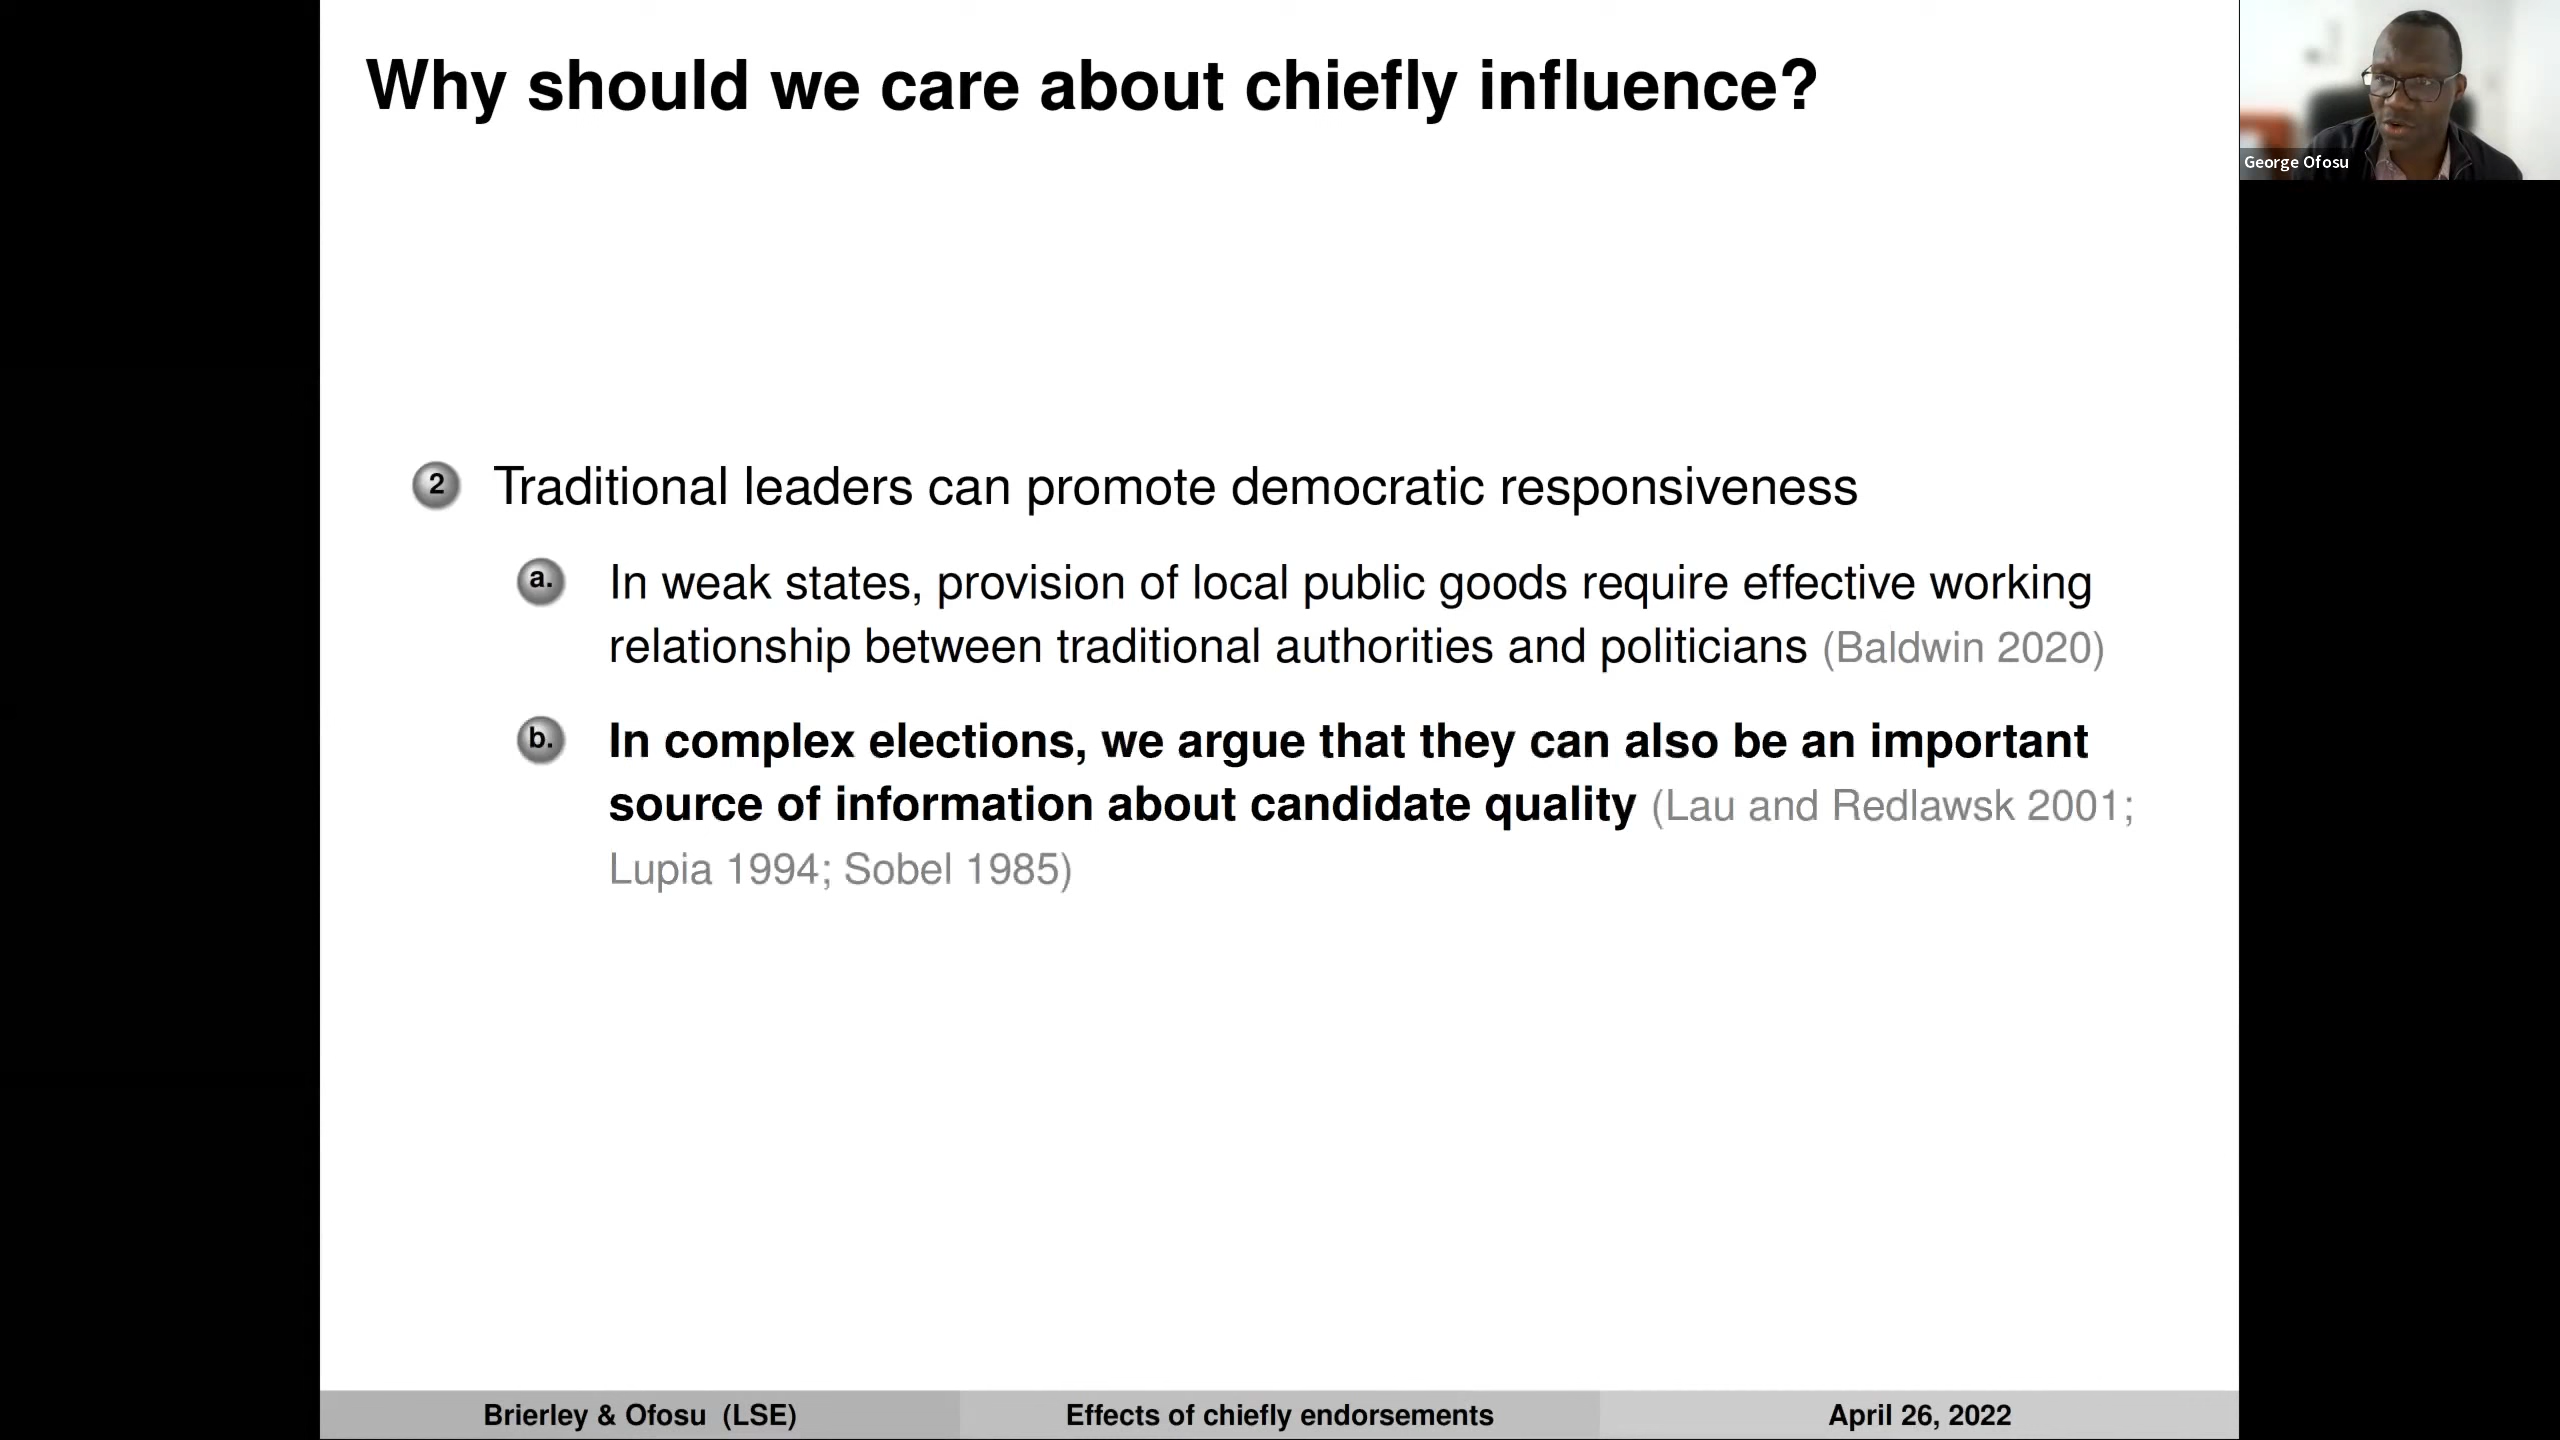 Why should we care about chiefly influence?
George Ofosu
2 Traditional leaders can promote democratic responsiveness
a. In weak states, provision of local public goods require effective working
relationship between traditional authorities and politicians (Baldwin 2020)
b. In complex elections, we argue that they can also be an important
source of information about candidate quality (Lau and Redlawsk 2001;
Lupia 1994; Sobel 1985)
Brierley & Ofosu (LSE)
Effects of chiefly endorsements
April 26, 2022